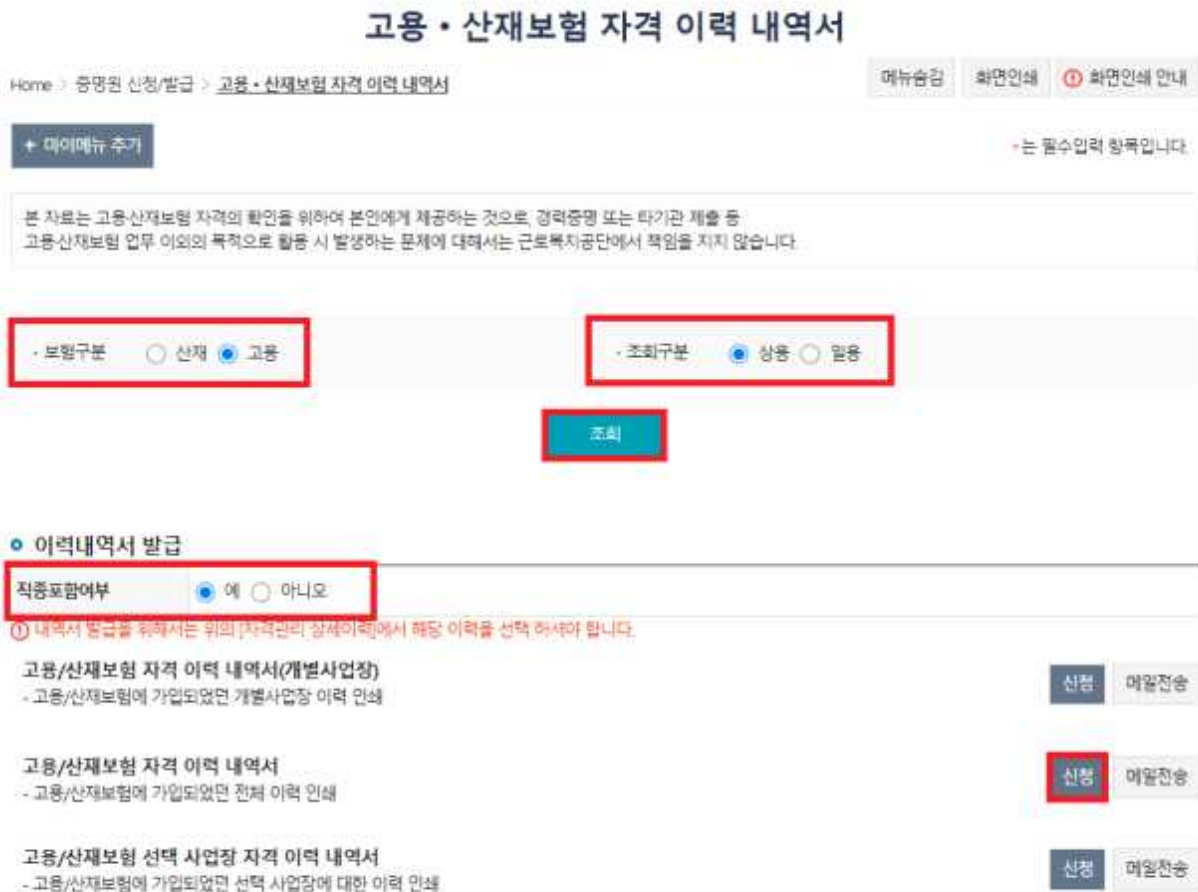 고용・산재보험 자격 이력 내역서
Home > 증명원 신청/발급 > 고용・산재보험 자격 이력 내역서
메뉴숨김 화면인쇄 화면인쇄 안내
+ 마이메뉴 추가
*는 필수입력 항목입니다.
본 자료는 고용·산재보험 자격의 확인을 위하여 본인에게 제공하는 것으로, 경력증명 또는 타기관 제출 등
고용·산재보험 업무 이외의 목적으로 활용 시 발생하는 문제에 대해서는 근로복지공단에서 책임을 지지 않습니다.
· 보험구분 산재 고용 · 조회구분 상용 일용
조회
이력내역서 발급
직종포함여부 예 아니오
내역서 발급을 위해서는 위의 [자격관리 상세이력]에서 해당 이력을 선택 하셔야 합니다.
고용/산재보험 자격 이력 내역서(개별사업장)
- 고용/산재보험에 가입되었던 개별사업장 이력 인쇄
신청 메일전송
고용/산재보험 자격 이력 내역서
- 고용/산재보험에 가입되었던 전체 이력 인쇄
신청 메일전송
고용/산재보험 선택 사업장 자격 이력 내역서
- 고용/산재보험에 가입되었던 선택 사업장에 대한 이력 인쇄
신청 메일전송